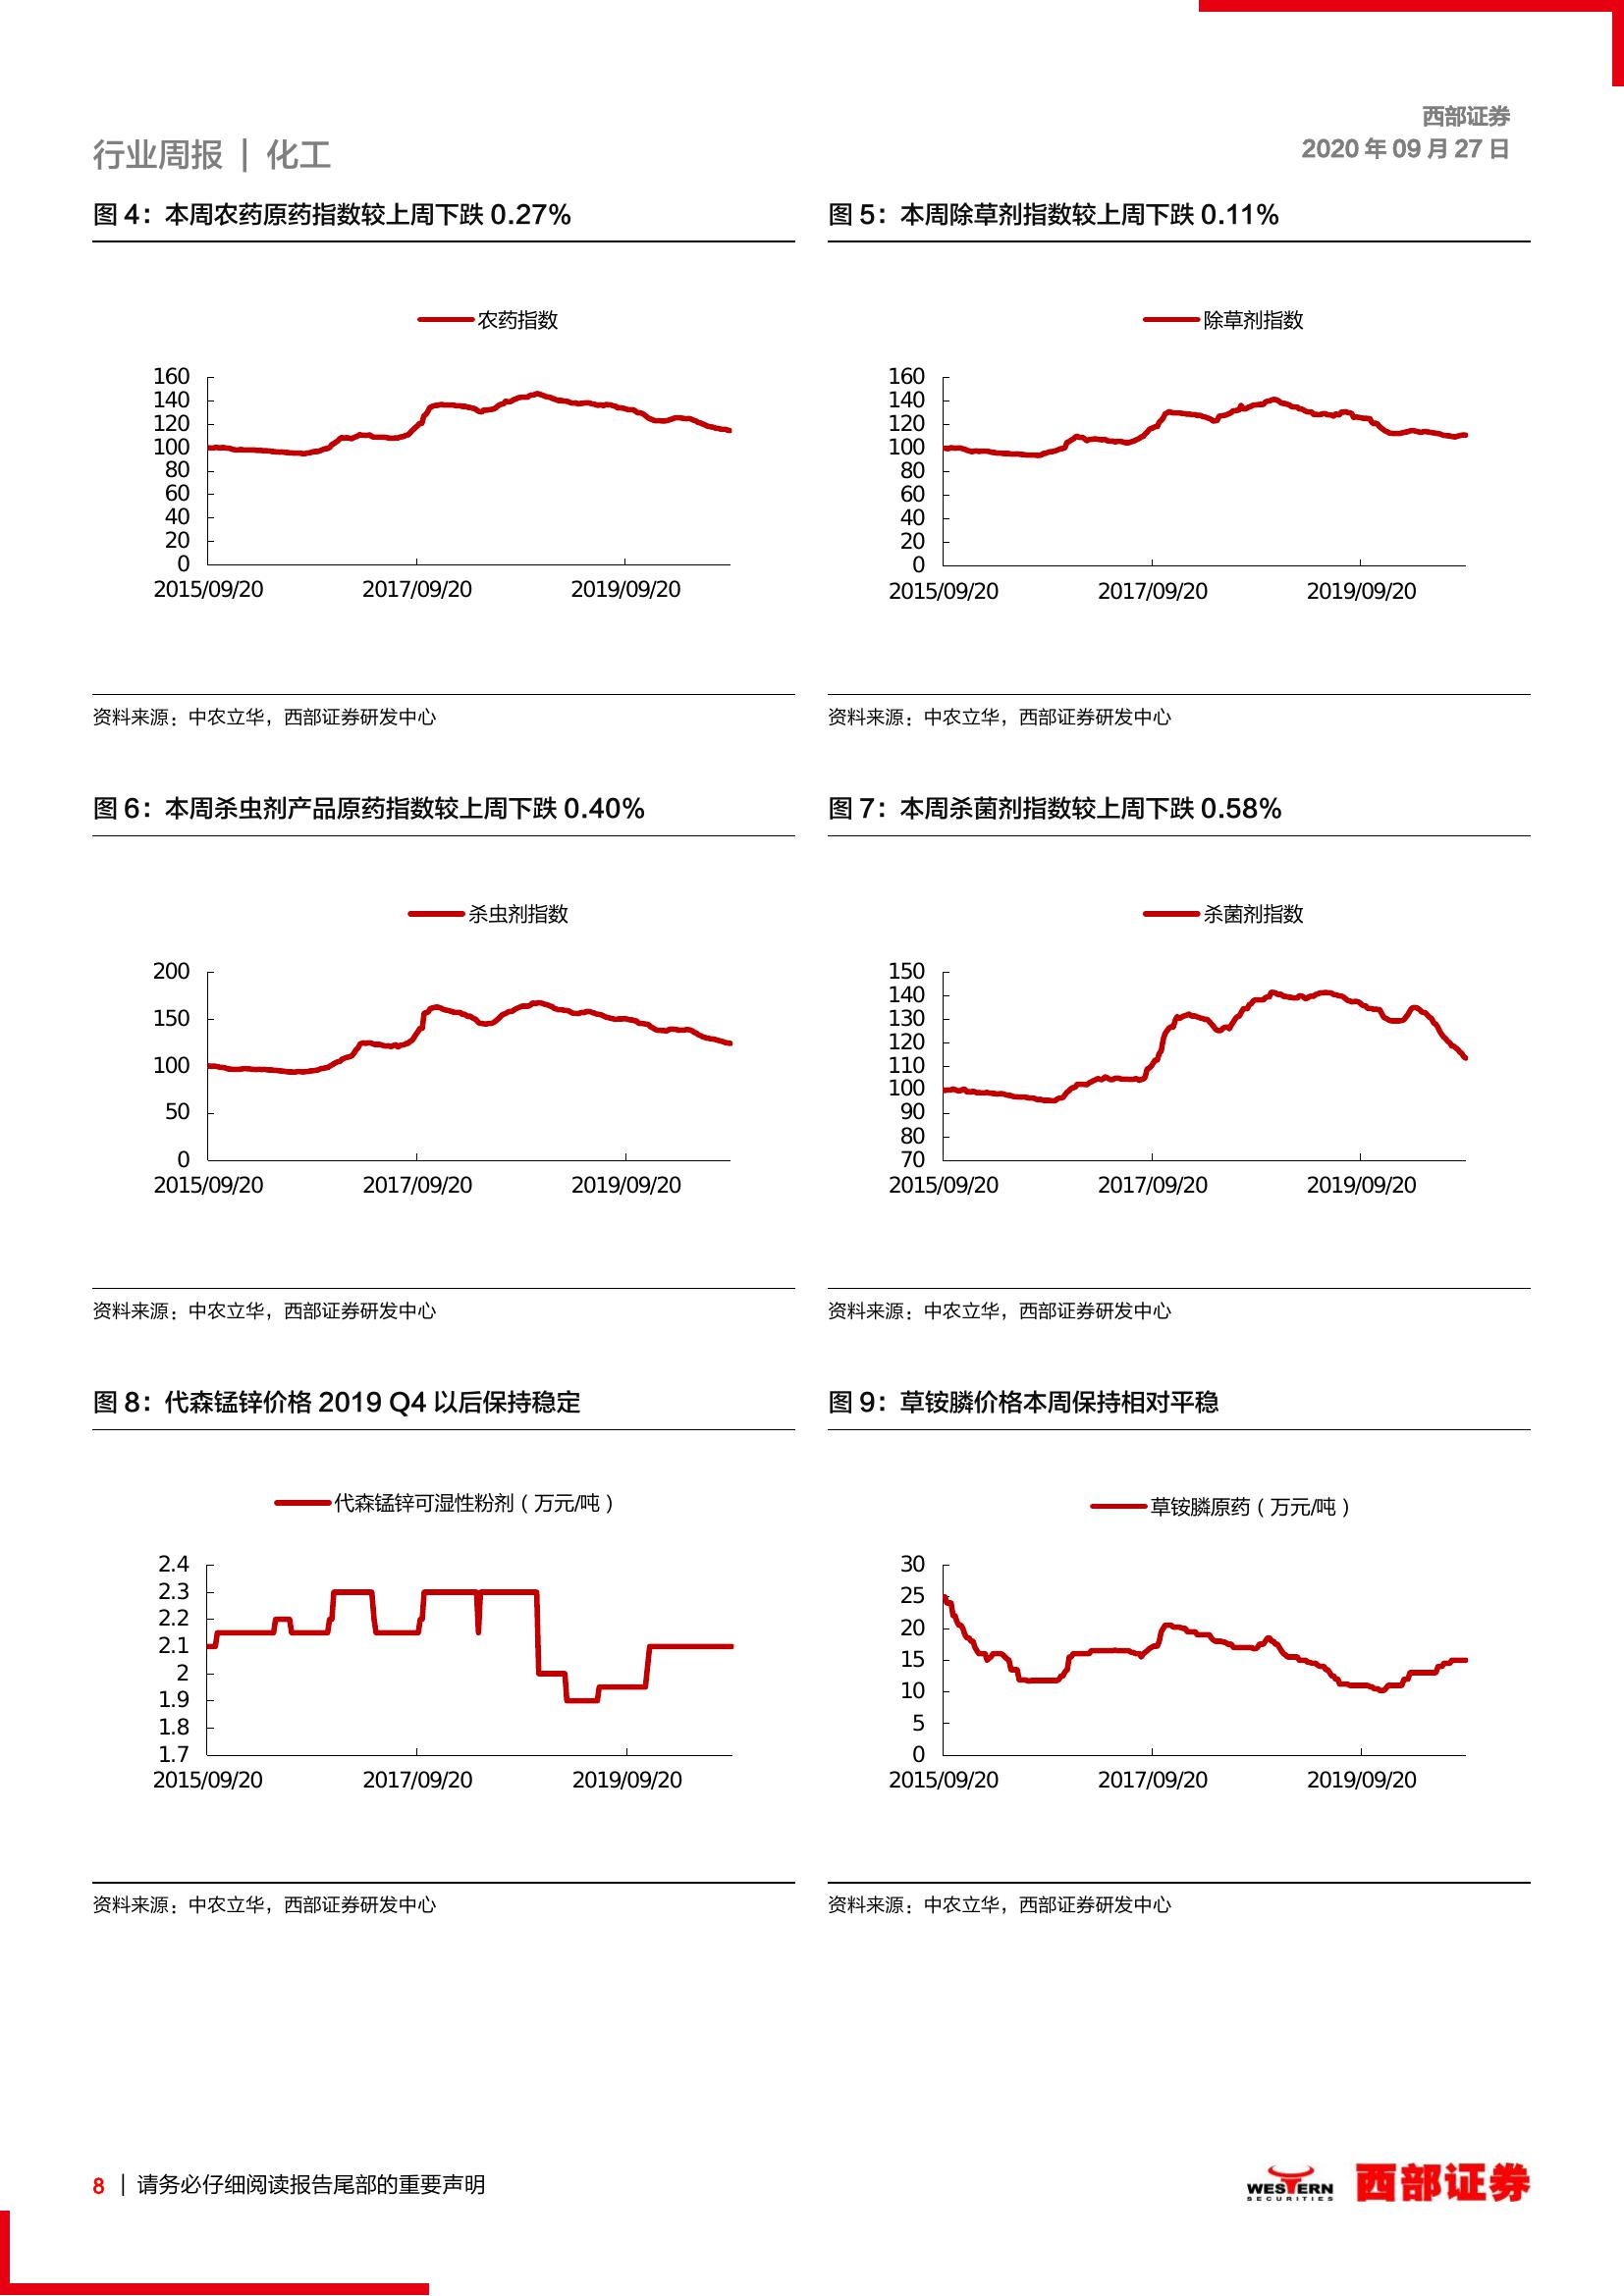 西部证券
行业周报 | 化工
2020 年 09 月 27 日
图 4：本周农药原药指数较上周下跌 0.27%
图 5：本周除草剂指数较上周下跌 0.11%
农药指数
160
140
120
100
80
60
40
20
0
2015/09/20 2017/09/20 2019/09/20
除草剂指数
160
140
120
100
80
60
40
20
0
2015/09/20 2017/09/20 2019/09/20
资料来源：中农立华，西部证券研发中心
资料来源：中农立华，西部证券研发中心
图 6：本周杀虫剂产品原药指数较上周下跌 0.40%
图 7：本周杀菌剂指数较上周下跌 0.58%
杀虫剂指数
200
150
100
50
0
2015/09/20 2017/09/20 2019/09/20
杀菌剂指数
150
140
130
120
110
100
90
80
70
2015/09/20 2017/09/20 2019/09/20
资料来源：中农立华，西部证券研发中心
资料来源：中农立华，西部证券研发中心
图 8：代森锰锌价格 2019 Q4 以后保持稳定
图 9：草铵膦价格本周保持相对平稳
代森锰锌可湿性粉剂（万元/吨）
2.4
2.3
2.2
2.1
2
1.9
1.8
1.7
2015/09/20 2017/09/20 2019/09/20
草铵膦原药（万元/吨）
30
25
20
15
10
5
0
2015/09/20 2017/09/20 2019/09/20
资料来源：中农立华，西部证券研发中心
资料来源：中农立华，西部证券研发中心
8 | 请务必仔细阅读报告尾部的重要声明
WESTERN
SECURITIES
西部证券